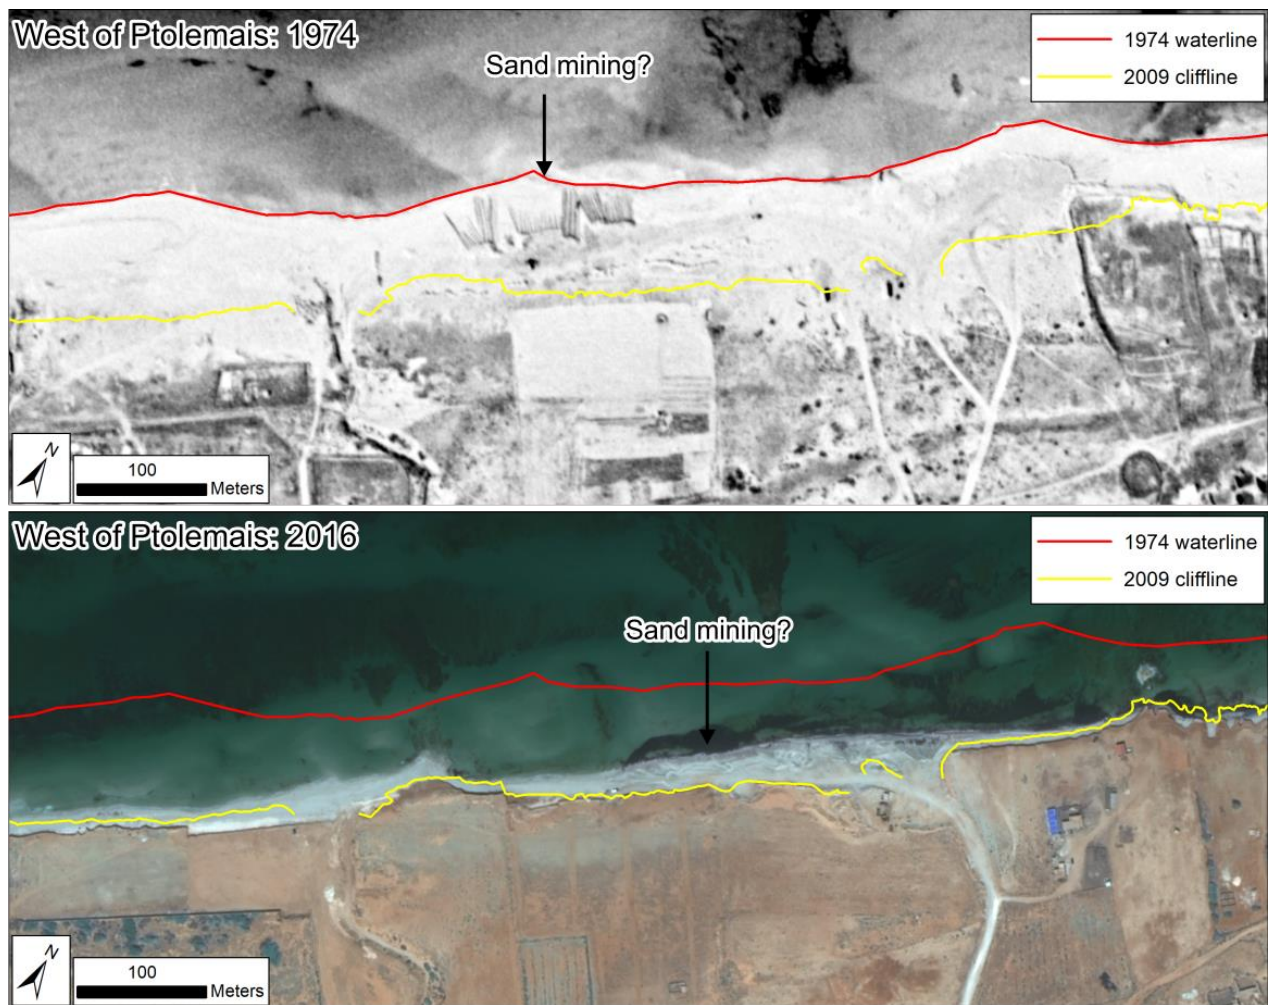 West of Ptolemais: 1974
1974 waterline
2009 cliffline
Sand mining?
N
100
Meters
West of Ptolemais: 2016
1974 waterline
2009 cliffline
Sand mining?
N
100
Meters